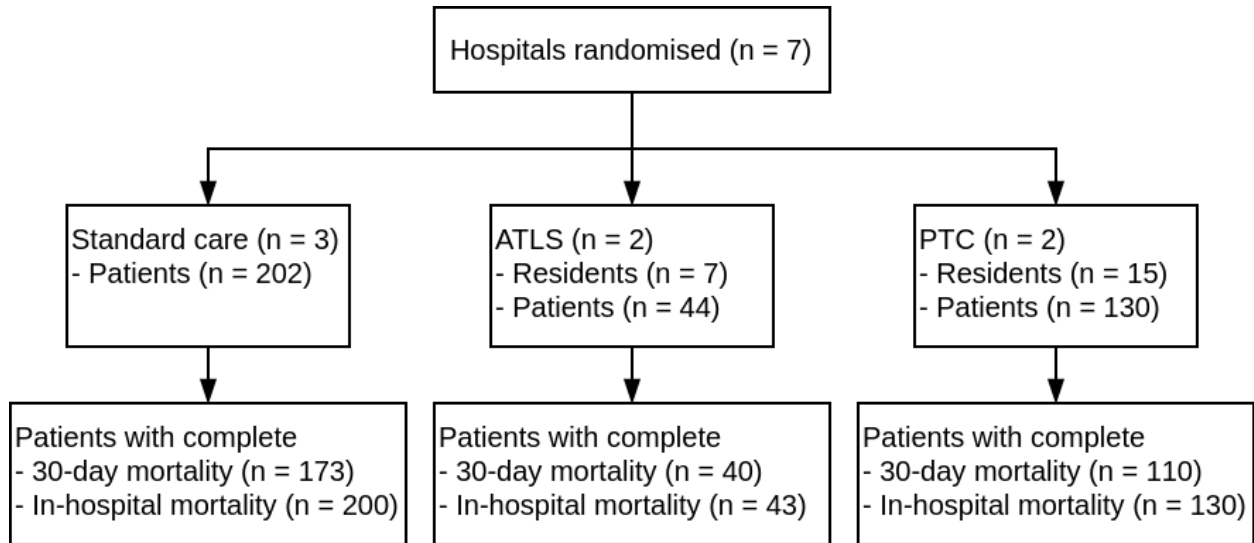 Hospitals randomised (n = 7)
Standard care (n = 3)
- Patients (n = 202)
ATLS (n = 2)
- Residents (n = 7)
- Patients (n = 44)
PTC (n = 2)
- Residents (n = 15)
- Patients (n = 130)
Patients with complete
- 30-day mortality (n = 173)
- In-hospital mortality (n = 200)
Patients with complete
- 30-day mortality (n = 40)
- In-hospital mortality (n = 43)
Patients with complete
- 30-day mortality (n = 110)
- In-hospital mortality (n = 130)